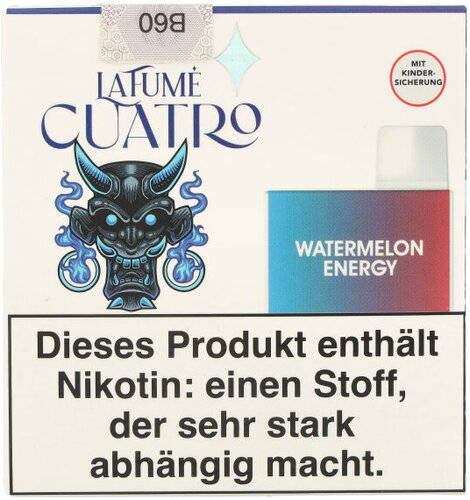 B60
LAFUMÉ
CUATRO
MIT
KINDER-
SICHERUNG
WATERMELON
ENERGY
Dieses Produkt enthält
Nikotin: einen Stoff,
der sehr stark
abhängig macht.